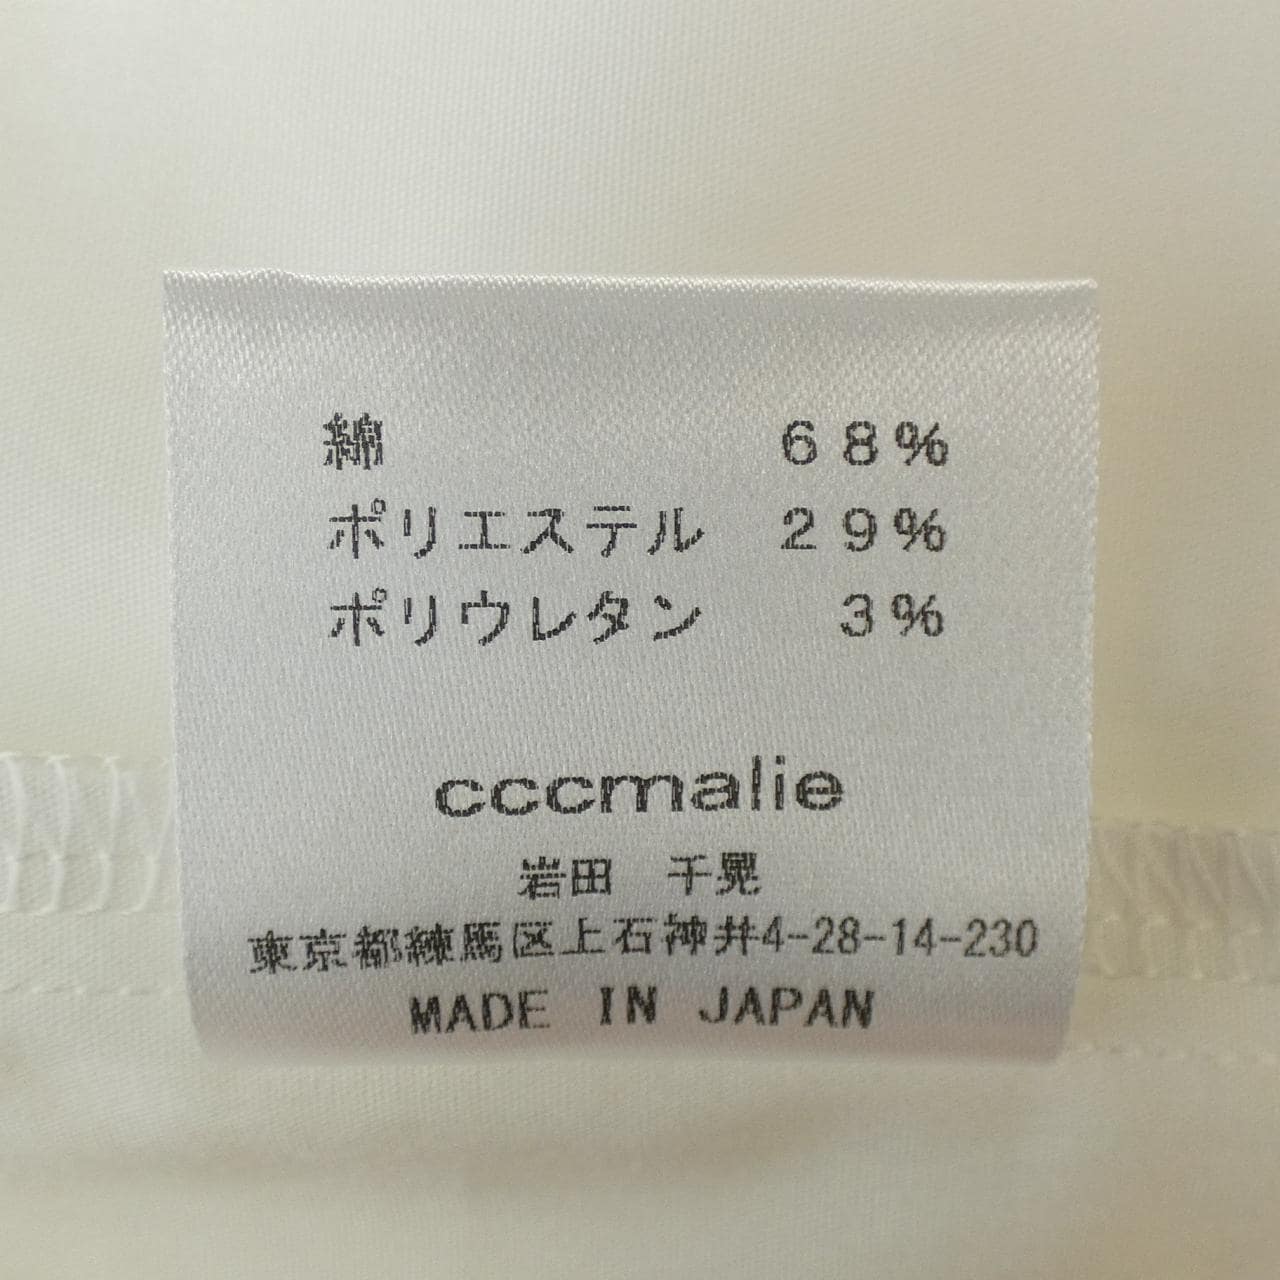 綿 68%
ポリエステル 29%
ポリウレタン 3%
cccmalie
岩田 千晃
東京都練馬区上石神井4-28-14-230
MADE IN JAPAN